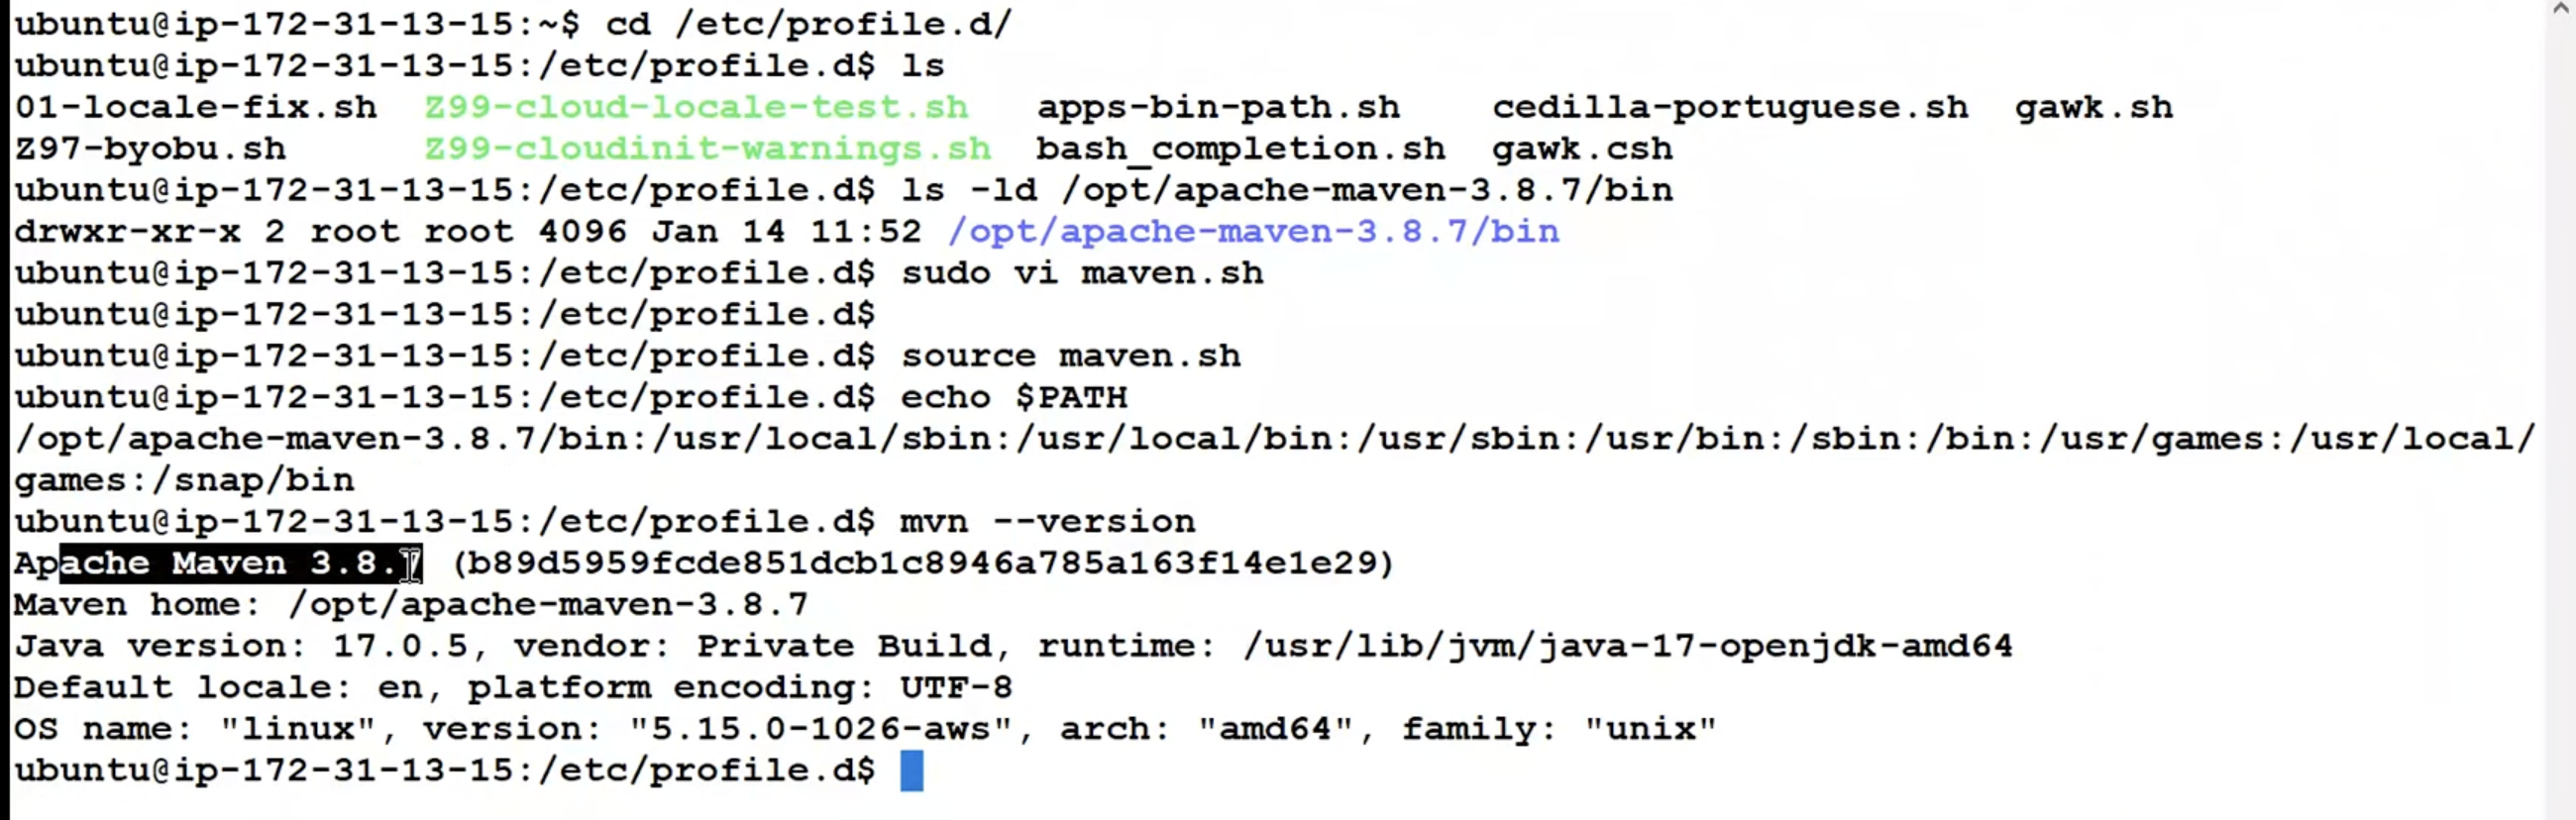 ubuntu@ip-172-31-13-15:~$ cd /etc/profile.d/
ubuntu@ip-172-31-13-15:/etc/profile.d$ ls
01-locale-fix.sh  Z99-cloud-locale-test.sh   apps-bin-path.sh    cedilla-portuguese.sh  gawk.sh
Z97-byobu.sh      Z99-cloudinit-warnings.sh  bash_completion.sh  gawk.csh
ubuntu@ip-172-31-13-15:/etc/profile.d$ ls -ld /opt/apache-maven-3.8.7/bin
drwxr-xr-x 2 root root 4096 Jan 14 11:52 /opt/apache-maven-3.8.7/bin
ubuntu@ip-172-31-13-15:/etc/profile.d$ sudo vi maven.sh
ubuntu@ip-172-31-13-15:/etc/profile.d$
ubuntu@ip-172-31-13-15:/etc/profile.d$ source maven.sh
ubuntu@ip-172-31-13-15:/etc/profile.d$ echo $PATH
/opt/apache-maven-3.8.7/bin:/usr/local/sbin:/usr/local/bin:/usr/sbin:/usr/bin:/sbin:/bin:/usr/games:/usr/local/
games:/snap/bin
ubuntu@ip-172-31-13-15:/etc/profile.d$ mvn --version
Apache Maven 3.8.7 (b89d5959fcde851dcb1c8946a785a163f14e1e29)
Maven home: /opt/apache-maven-3.8.7
Java version: 17.0.5, vendor: Private Build, runtime: /usr/lib/jvm/java-17-openjdk-amd64
Default locale: en, platform encoding: UTF-8
OS name: "linux", version: "5.15.0-1026-aws", arch: "amd64", family: "unix"
ubuntu@ip-172-31-13-15:/etc/profile.d$